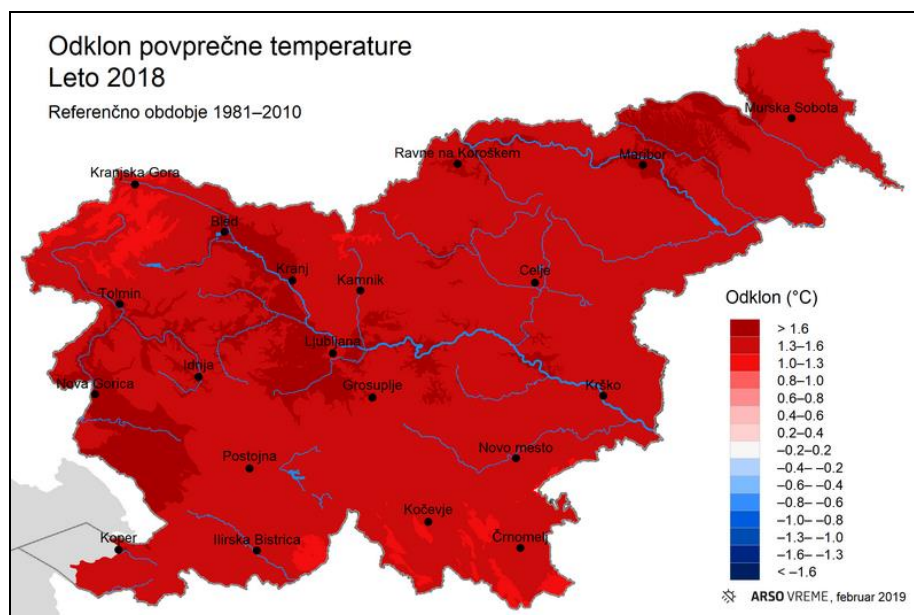 Odklon povprečne temperature
Leto 2018
Referenčno obdobje 1981–2010
Murska Sobota
Ravne na Koroškem
Maribor
Kranjska Gora
Bled
Kranj
Kamnik
Celje
Tolmin
Ljubljana
Idrija
Nova Gorica
Grosuplje
Krško
Postojna
Novo mesto
Kočevje
Koper
Ilirska Bistrica
Črnomelj
Odklon (°C)
> 1.6
1.3–1.6
1.0–1.3
0.8–1.0
0.6–0.8
0.4–0.6
0.2–0.4
–0.2–0.2
–0.4– –0.2
–0.6– –0.4
–0.8– –0.6
–1.0– –0.8
–1.3– –1.0
–1.6– –1.3
< –1.6
ARSO VREME, februar 2019